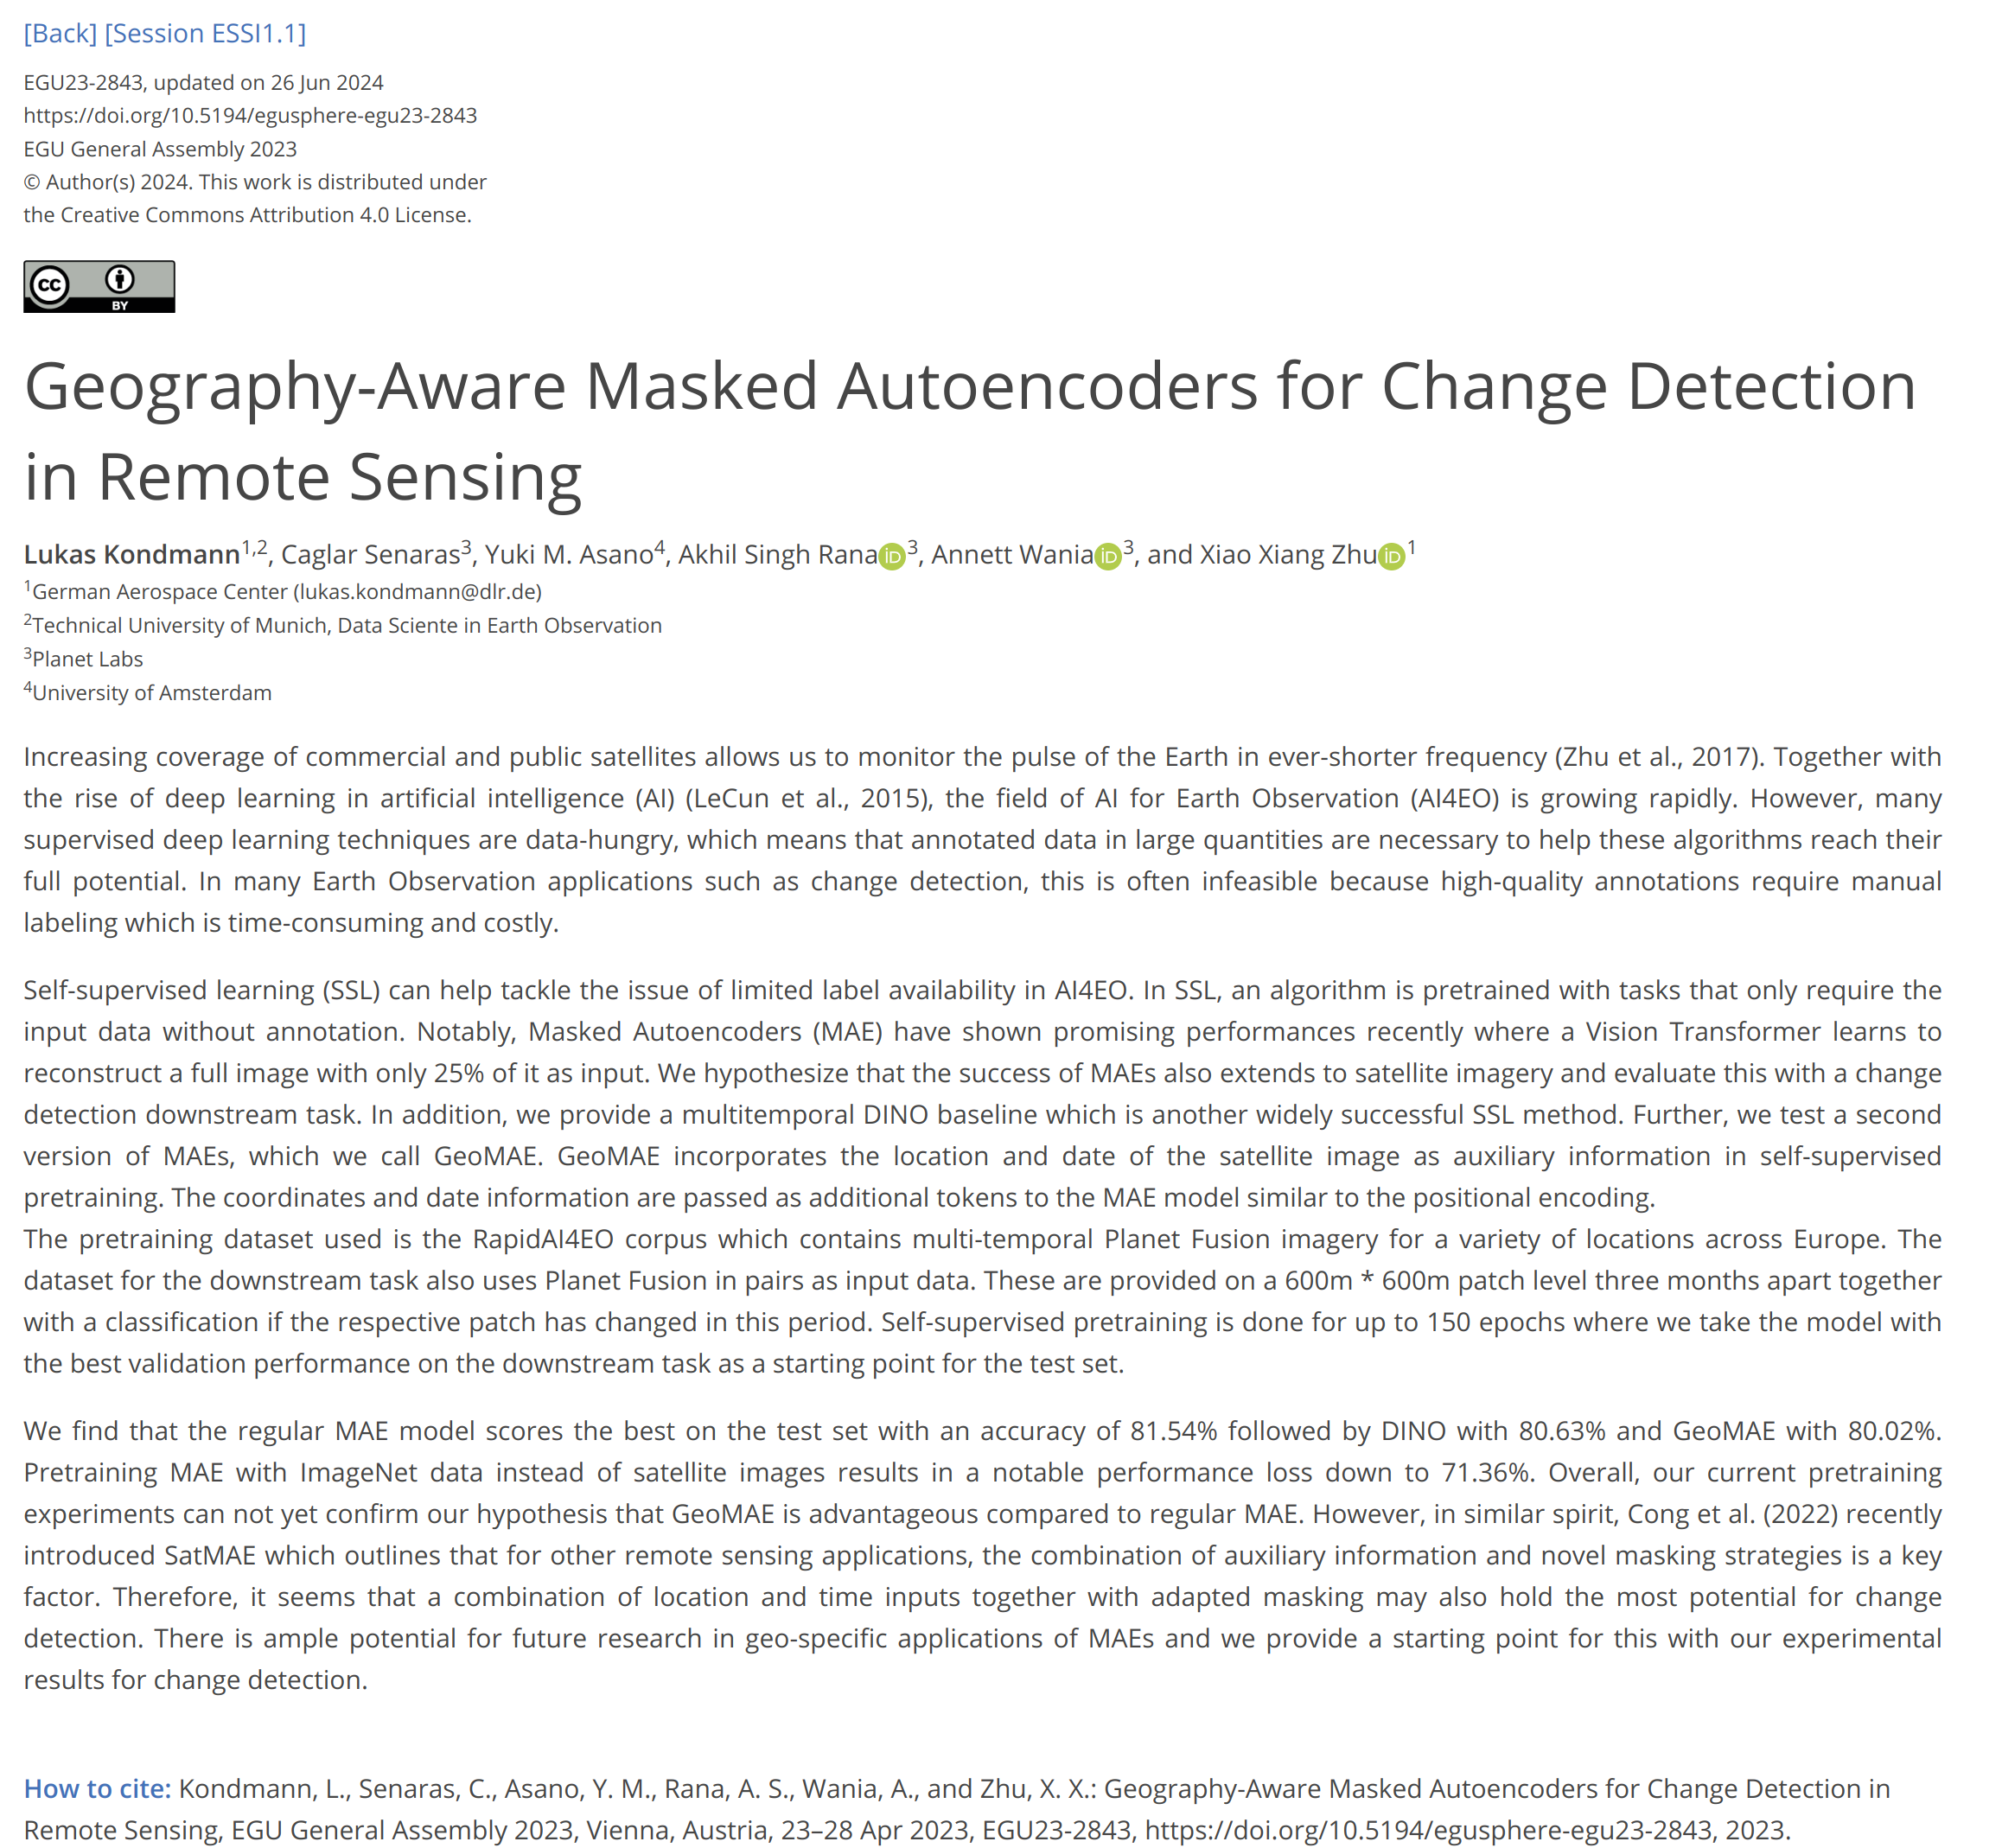 [Back] [Session ESSI1.1]
EGU23-2843, updated on 26 Jun 2024
https://doi.org/10.5194/egusphere-egu23-2843
EGU General Assembly 2023
© Author(s) 2024. This work is distributed under
the Creative Commons Attribution 4.0 License.
cc
BY
Geography-Aware Masked Autoencoders for Change Detection
in Remote Sensing
Lukas Kondmann1,2, Caglar Senaras3, Yuki M. Asano4, Akhil Singh Rana iD 3, Annett Wania iD 3, and Xiao Xiang Zhu iD 1
1German Aerospace Center (lukas.kondmann@dlr.de)
2Technical University of Munich, Data Sciente in Earth Observation
3Planet Labs
4University of Amsterdam
Increasing coverage of commercial and public satellites allows us to monitor the pulse of the Earth in ever-shorter frequency (Zhu et al., 2017). Together with
the rise of deep learning in artificial intelligence (AI) (LeCun et al., 2015), the field of AI for Earth Observation (AI4EO) is growing rapidly. However, many
supervised deep learning techniques are data-hungry, which means that annotated data in large quantities are necessary to help these algorithms reach their
full potential. In many Earth Observation applications such as change detection, this is often infeasible because high-quality annotations require manual
labeling which is time-consuming and costly.
Self-supervised learning (SSL) can help tackle the issue of limited label availability in AI4EO. In SSL, an algorithm is pretrained with tasks that only require the
input data without annotation. Notably, Masked Autoencoders (MAE) have shown promising performances recently where a Vision Transformer learns to
reconstruct a full image with only 25% of it as input. We hypothesize that the success of MAEs also extends to satellite imagery and evaluate this with a change
detection downstream task. In addition, we provide a multitemporal DINO baseline which is another widely successful SSL method. Further, we test a second
version of MAEs, which we call GeoMAE. GeoMAE incorporates the location and date of the satellite image as auxiliary information in self-supervised
pretraining. The coordinates and date information are passed as additional tokens to the MAE model similar to the positional encoding.
The pretraining dataset used is the RapidAI4EO corpus which contains multi-temporal Planet Fusion imagery for a variety of locations across Europe. The
dataset for the downstream task also uses Planet Fusion in pairs as input data. These are provided on a 600m * 600m patch level three months apart together
with a classification if the respective patch has changed in this period. Self-supervised pretraining is done for up to 150 epochs where we take the model with
the best validation performance on the downstream task as a starting point for the test set.
We find that the regular MAE model scores the best on the test set with an accuracy of 81.54% followed by DINO with 80.63% and GeoMAE with 80.02%.
Pretraining MAE with ImageNet data instead of satellite images results in a notable performance loss down to 71.36%. Overall, our current pretraining
experiments can not yet confirm our hypothesis that GeoMAE is advantageous compared to regular MAE. However, in similar spirit, Cong et al. (2022) recently
introduced SatMAE which outlines that for other remote sensing applications, the combination of auxiliary information and novel masking strategies is a key
factor. Therefore, it seems that a combination of location and time inputs together with adapted masking may also hold the most potential for change
detection. There is ample potential for future research in geo-specific applications of MAEs and we provide a starting point for this with our experimental
results for change detection.
How to cite: Kondmann, L., Senaras, C., Asano, Y. M., Rana, A. S., Wania, A., and Zhu, X. X.: Geography-Aware Masked Autoencoders for Change Detection in
Remote Sensing, EGU General Assembly 2023, Vienna, Austria, 23–28 Apr 2023, EGU23-2843, https://doi.org/10.5194/egusphere-egu23-2843, 2023.